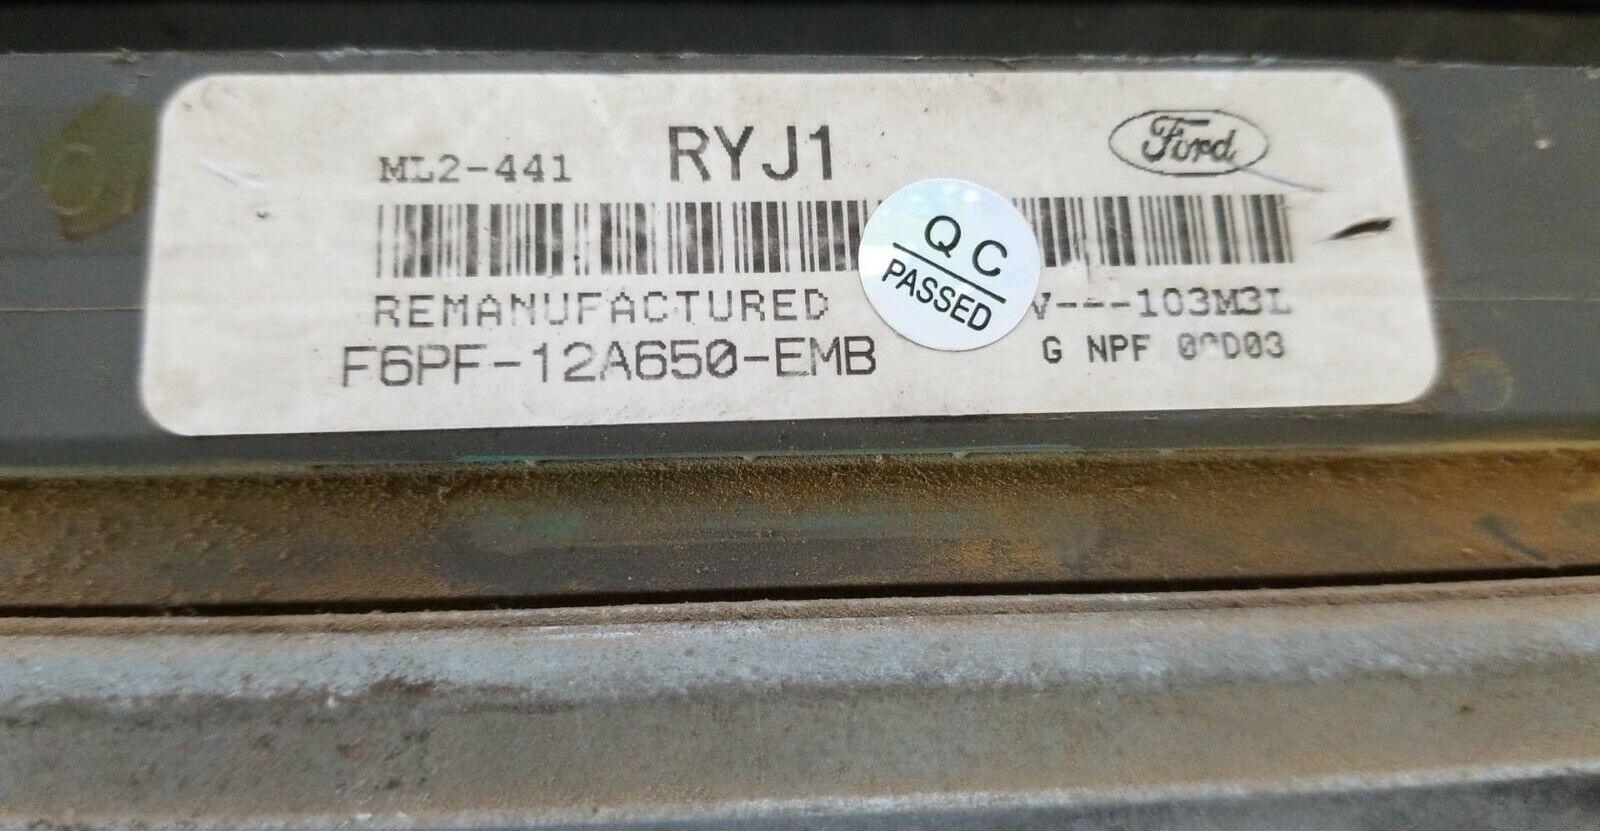 ML2-441 RYJ1 Ford
QC
PASSED
REMANUFACTURED V---103M3L
F6PF-12A650-EMB G NPF